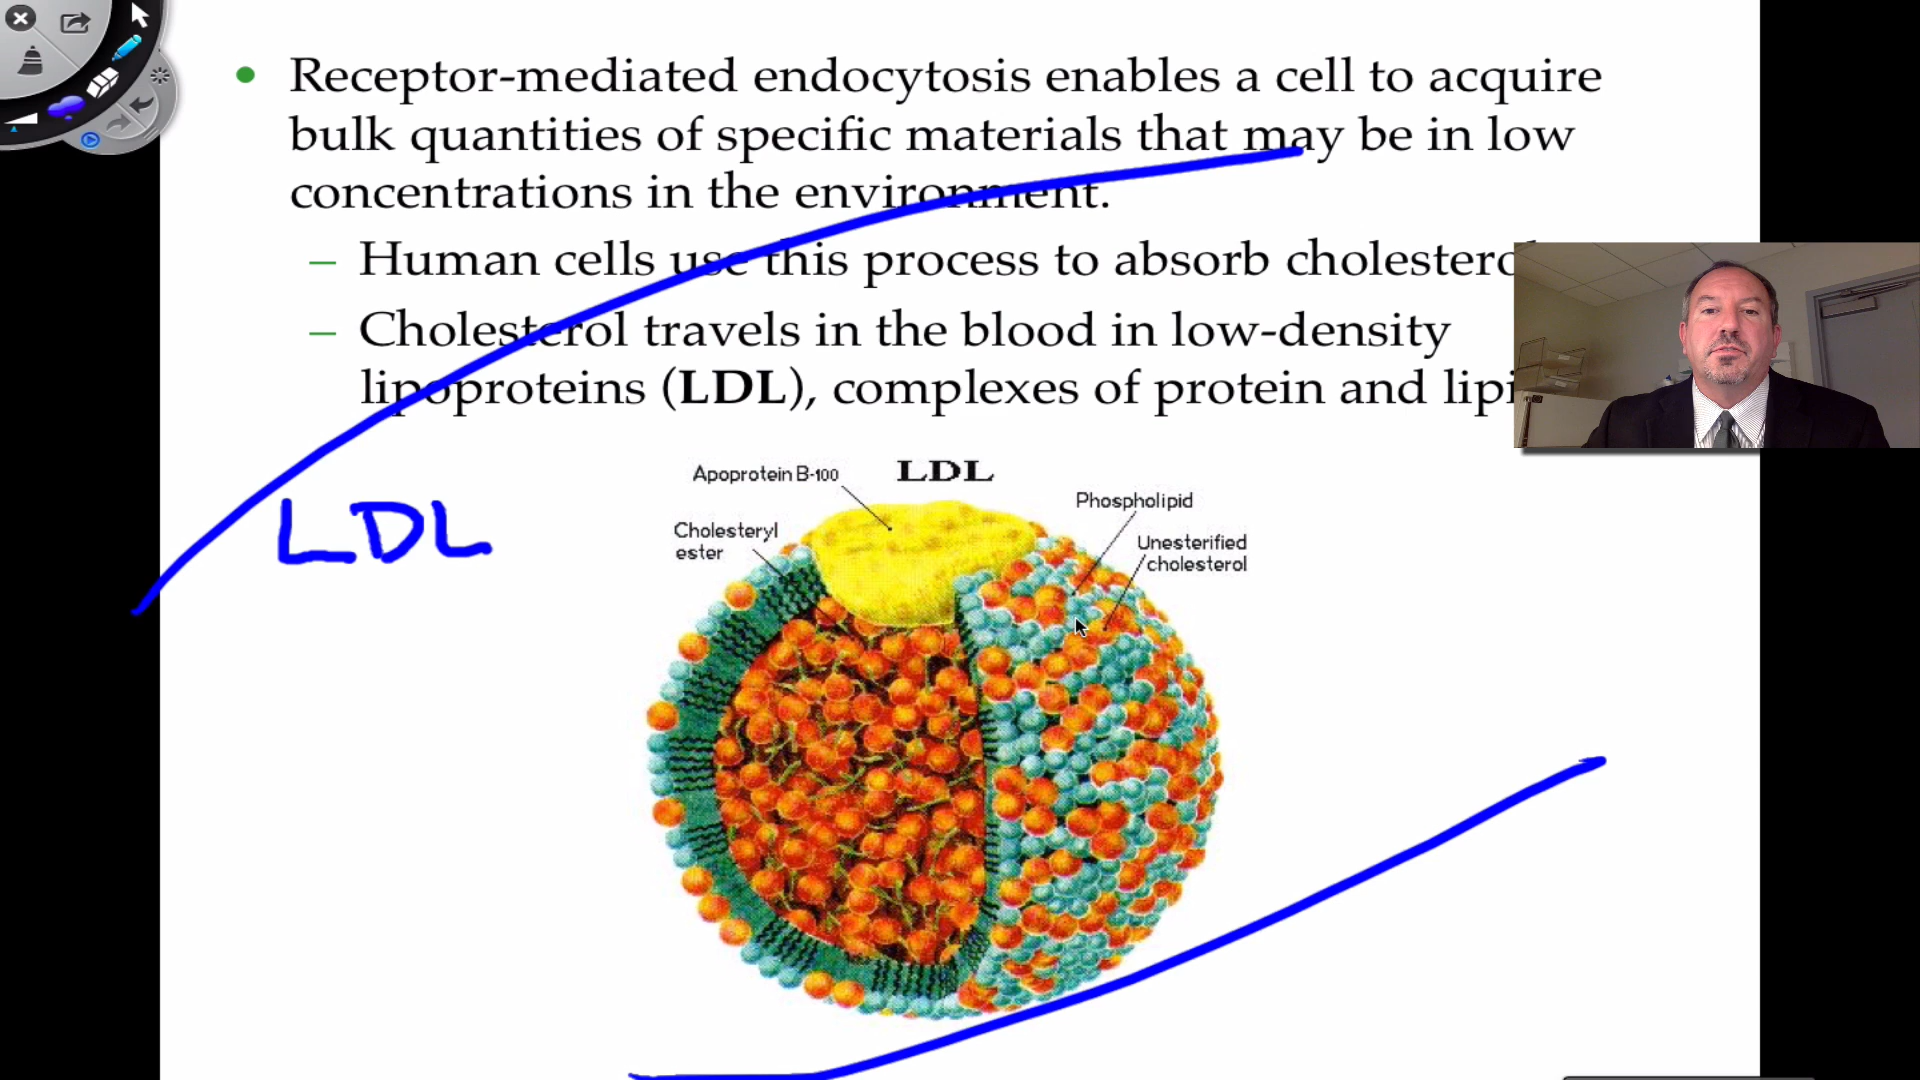 • Receptor-mediated endocytosis enables a cell to acquire
bulk quantities of specific materials that may be in low
concentrations in the environment.
– Human cells use this process to absorb
– Cholesterol travels in the blood in low-density
lipoproteins (LDL), complexes of protein and
LDL
Apoprotein B-100
LDL
Phospholipid
Cholesteryl
ester
Unesterified
cholesterol